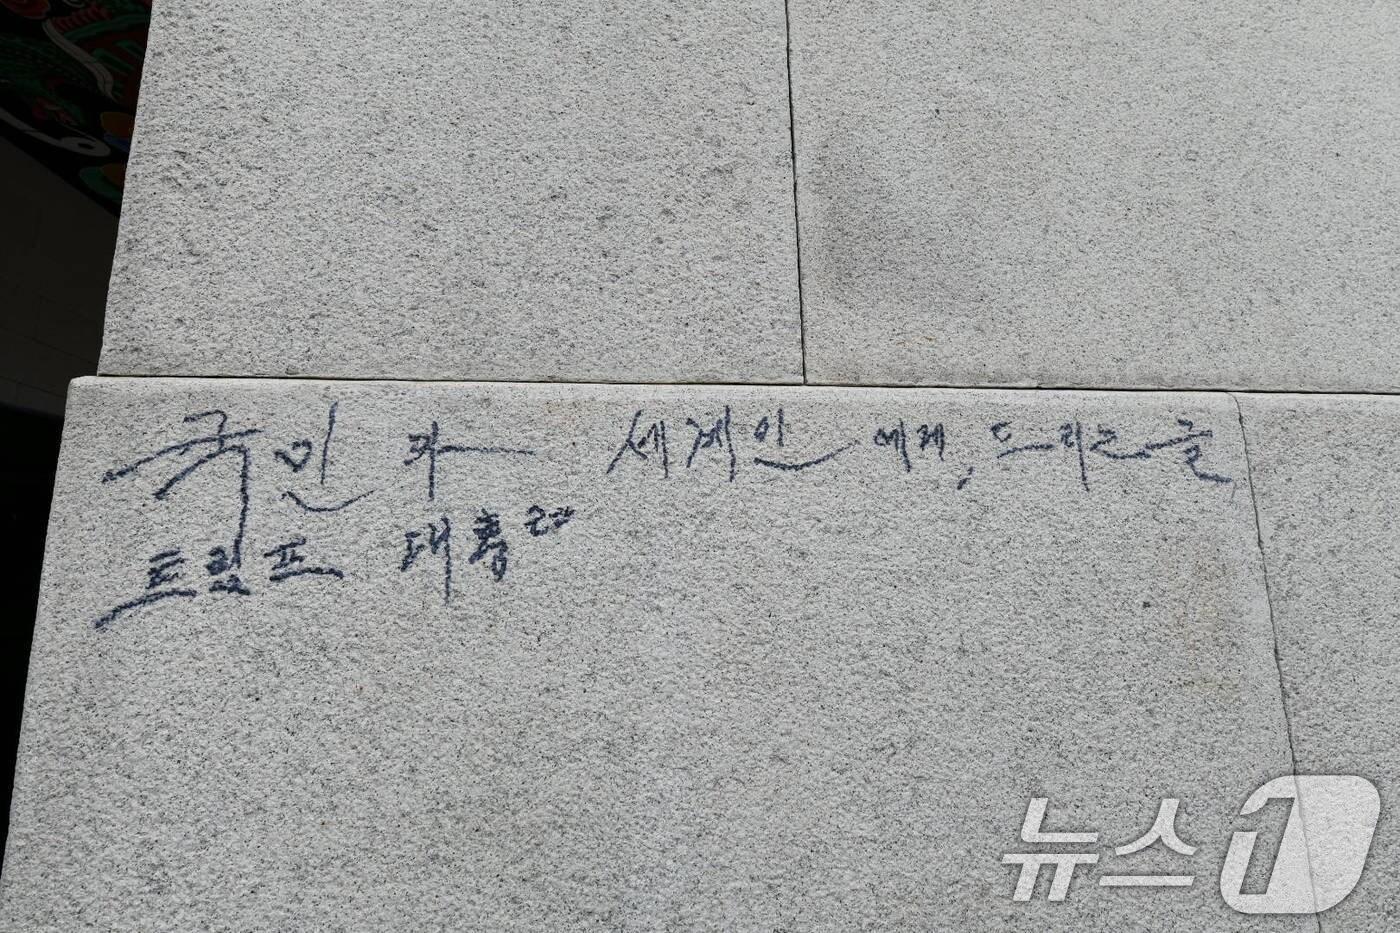 국민과 세계인에게, 드리는글
트럼프 대통령
뉴스1